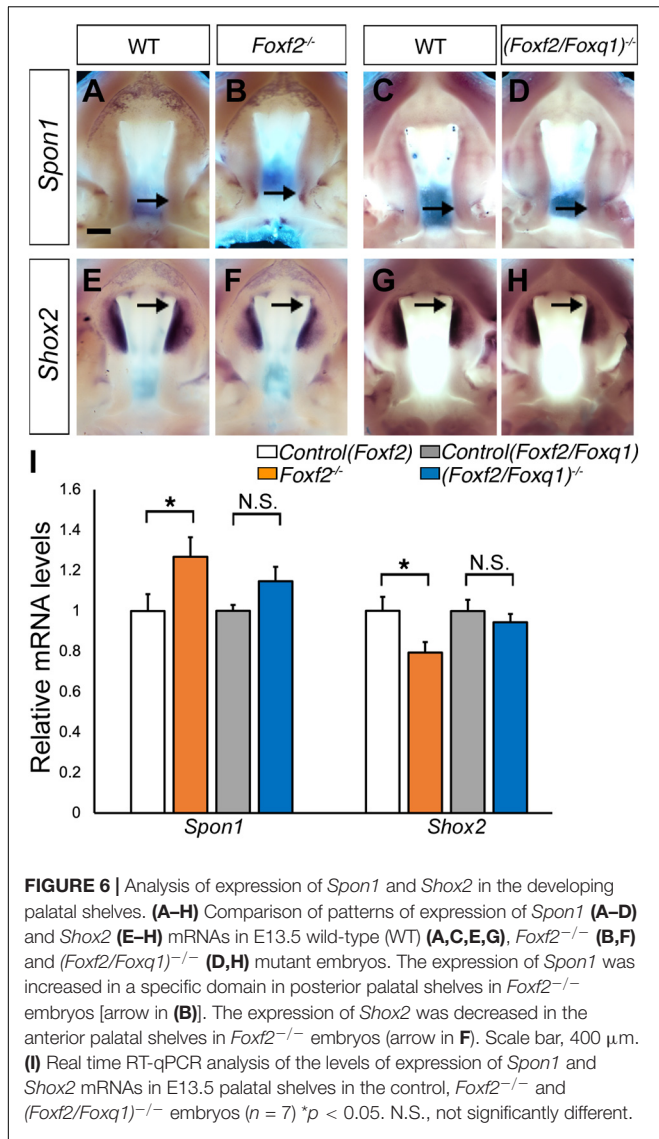 WT Foxf2-/- WT (Foxf2/Foxq1)-/-
A B C D
Spon1
E F G H
Shox2
I
Control(Foxf2) Control(Foxf2/Foxq1)
Foxf2-/- (Foxf2/Foxq1)-/-
Relative mRNA levels
1.6
1.4
1.2
1
0.8
0.6
0.4
0.2
0
* N.S. * N.S.
Spon1 Shox2
FIGURE 6 | Analysis of expression of Spon1 and Shox2 in the developing
palatal shelves. (A–H) Comparison of patterns of expression of Spon1 (A–D)
and Shox2 (E–H) mRNAs in E13.5 wild-type (WT) (A,C,E,G), Foxf2−/− (B,F)
and (Foxf2/Foxq1)−/− (D,H) mutant embryos. The expression of Spon1 was
increased in a specific domain in posterior palatal shelves in Foxf2−/−
embryos [arrow in (B)]. The expression of Shox2 was decreased in the
anterior palatal shelves in Foxf2−/− embryos (arrow in F). Scale bar, 400 μm.
(I) Real time RT-qPCR analysis of the levels of expression of Spon1 and
Shox2 mRNAs in E13.5 palatal shelves in the control, Foxf2−/− and
(Foxf2/Foxq1)−/− embryos (n = 7) *p < 0.05. N.S., not significantly different.